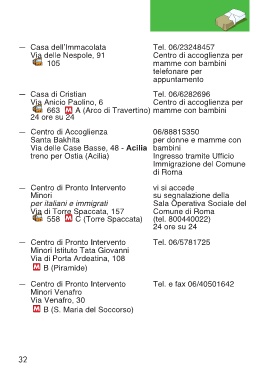 — Casa dell'Immacolata
Via delle Nespole, 91
105
Tel. 06/23248457
Centro di accoglienza per
mamme con bambini
telefonare per
appuntamento
— Casa di Cristian
Via Anicio Paolino, 6
663 M A (Arco di Travertino)
24 ore su 24
Tel. 06/6282696
Centro di accoglienza per
mamme con bambini
— Centro di Accoglienza
Santa Bakhita
Via delle Case Basse, 48 - Acilia
treno per Ostia (Acilia)
06/88815350
per donne e mamme con
bambini
Ingresso tramite Ufficio
Immigrazione del Comune
di Roma
— Centro di Pronto Intervento
Minori
per italiani e immigrati
Via di Torre Spaccata, 157
558 M C (Torre Spaccata)
vi si accede
su segnalazione della
Sala Operativa Sociale del
Comune di Roma
(tel. 800440022)
24 ore su 24
— Centro di Pronto Intervento
Minori Istituto Tata Giovanni
Via di Porta Ardeatina, 108
M B (Piramide)
Tel. 06/5781725
— Centro di Pronto Intervento
Minori Venafro
Via Venafro, 30
M B (S. Maria del Soccorso)
Tel. e fax 06/40501642
32